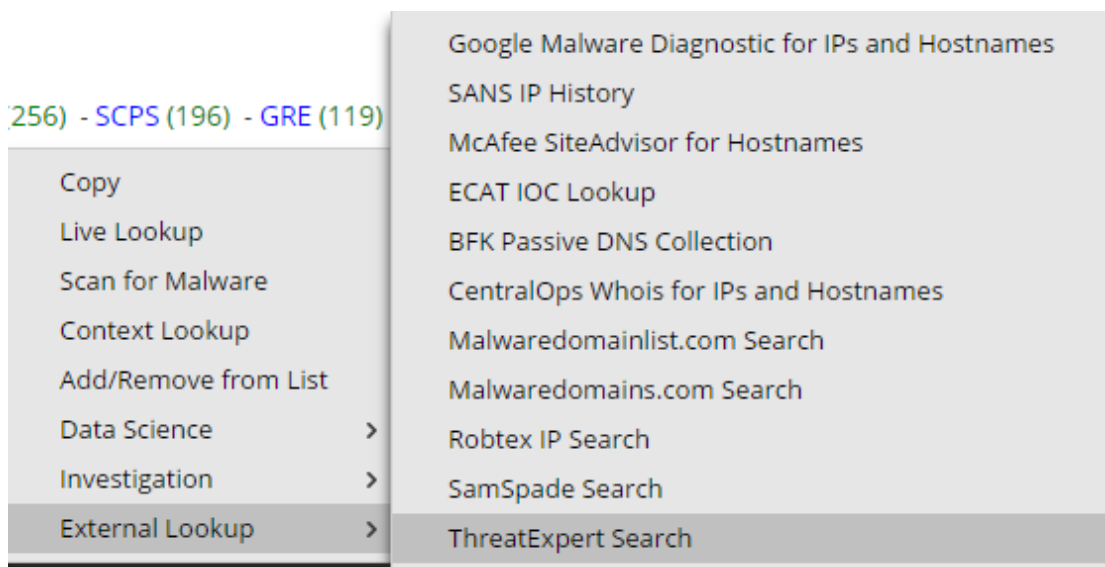 (256) - SCPS (196) - GRE (119)
Copy
Live Lookup
Scan for Malware
Context Lookup
Add/Remove from List
Data Science
Investigation
External Lookup
Google Malware Diagnostic for IPs and Hostnames
SANS IP History
McAfee SiteAdvisor for Hostnames
ECAT IOC Lookup
BFK Passive DNS Collection
CentralOps Whois for IPs and Hostnames
Malwaredomainlist.com Search
Malwaredomains.com Search
Robtex IP Search
SamSpade Search
ThreatExpert Search